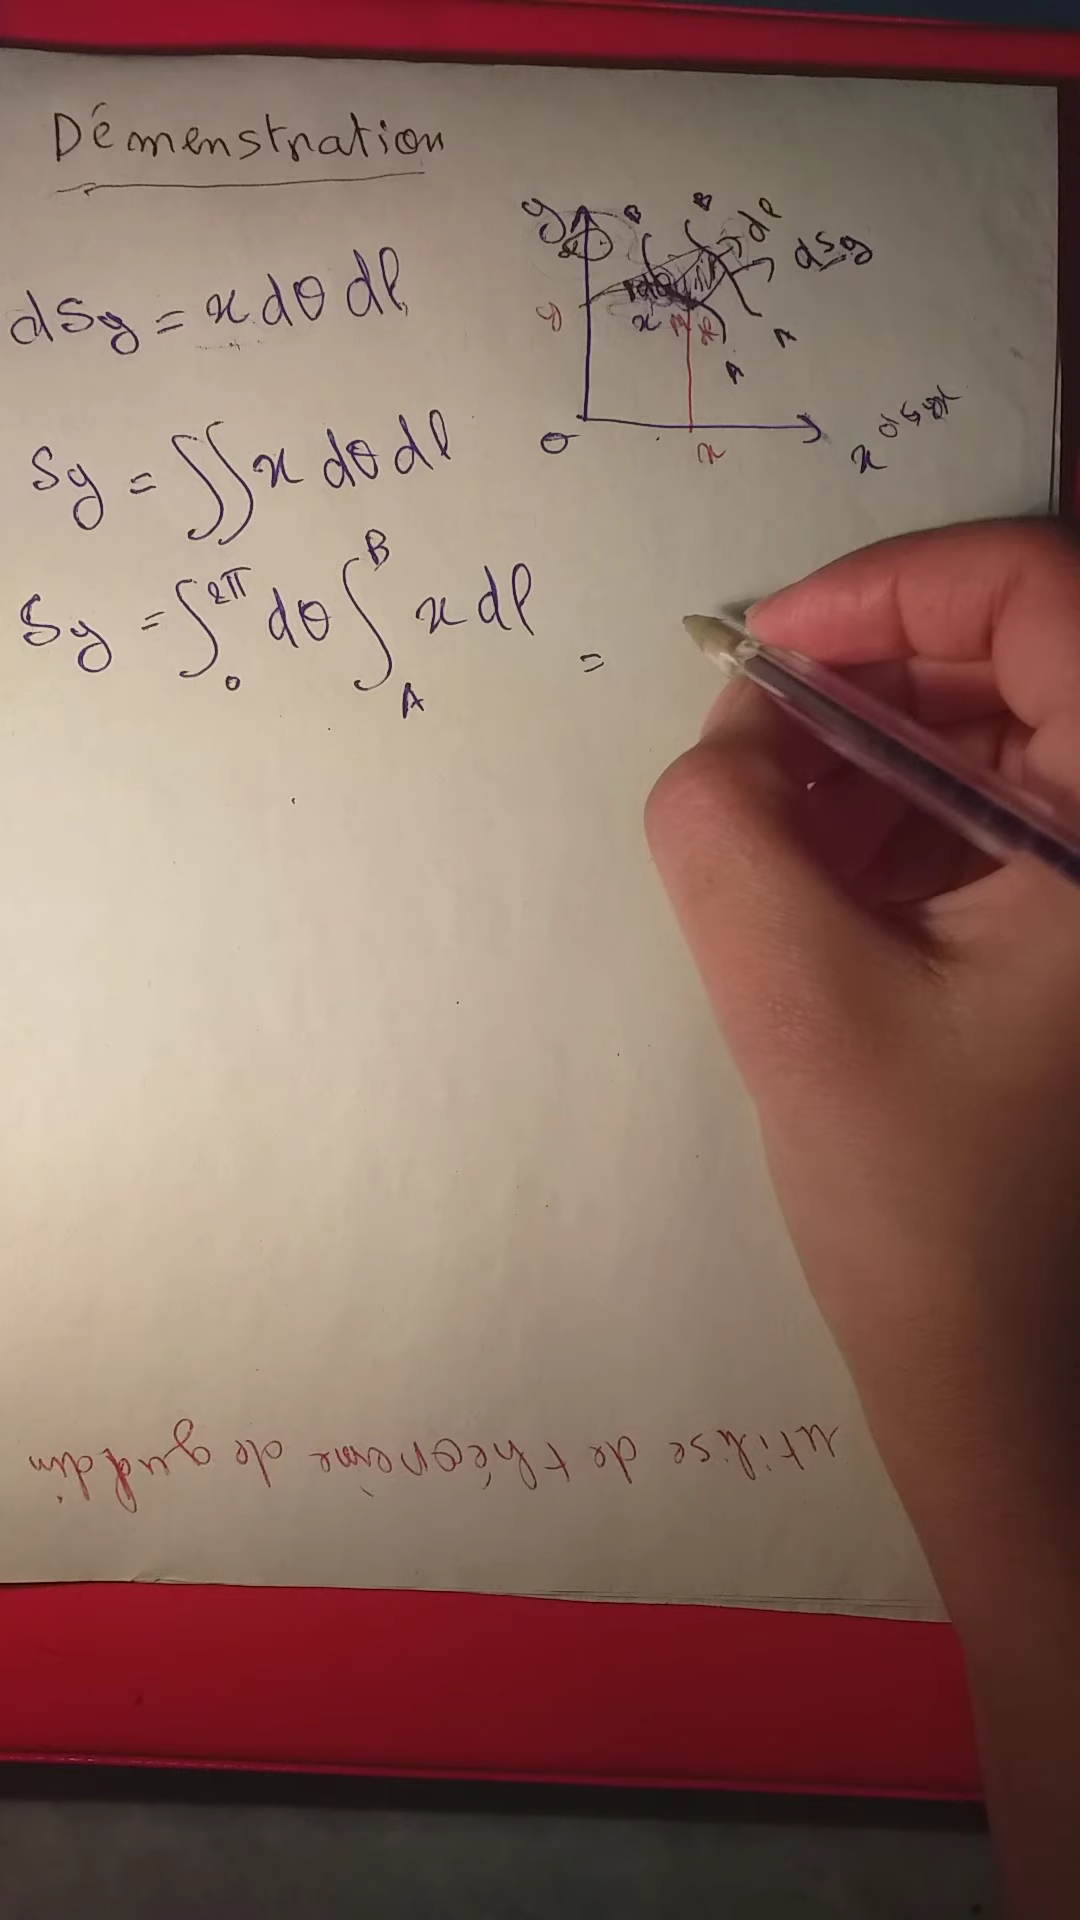 Démenstration
dSy = x dθ dl
Sy = ∬ x dθ dl
Sy = ∫₀^2π dθ ∫_A^B x dl =
y
B
B
dl
dSy
dθ
y
x
x
A
A
O
x
x
utilise de théorème de guldin